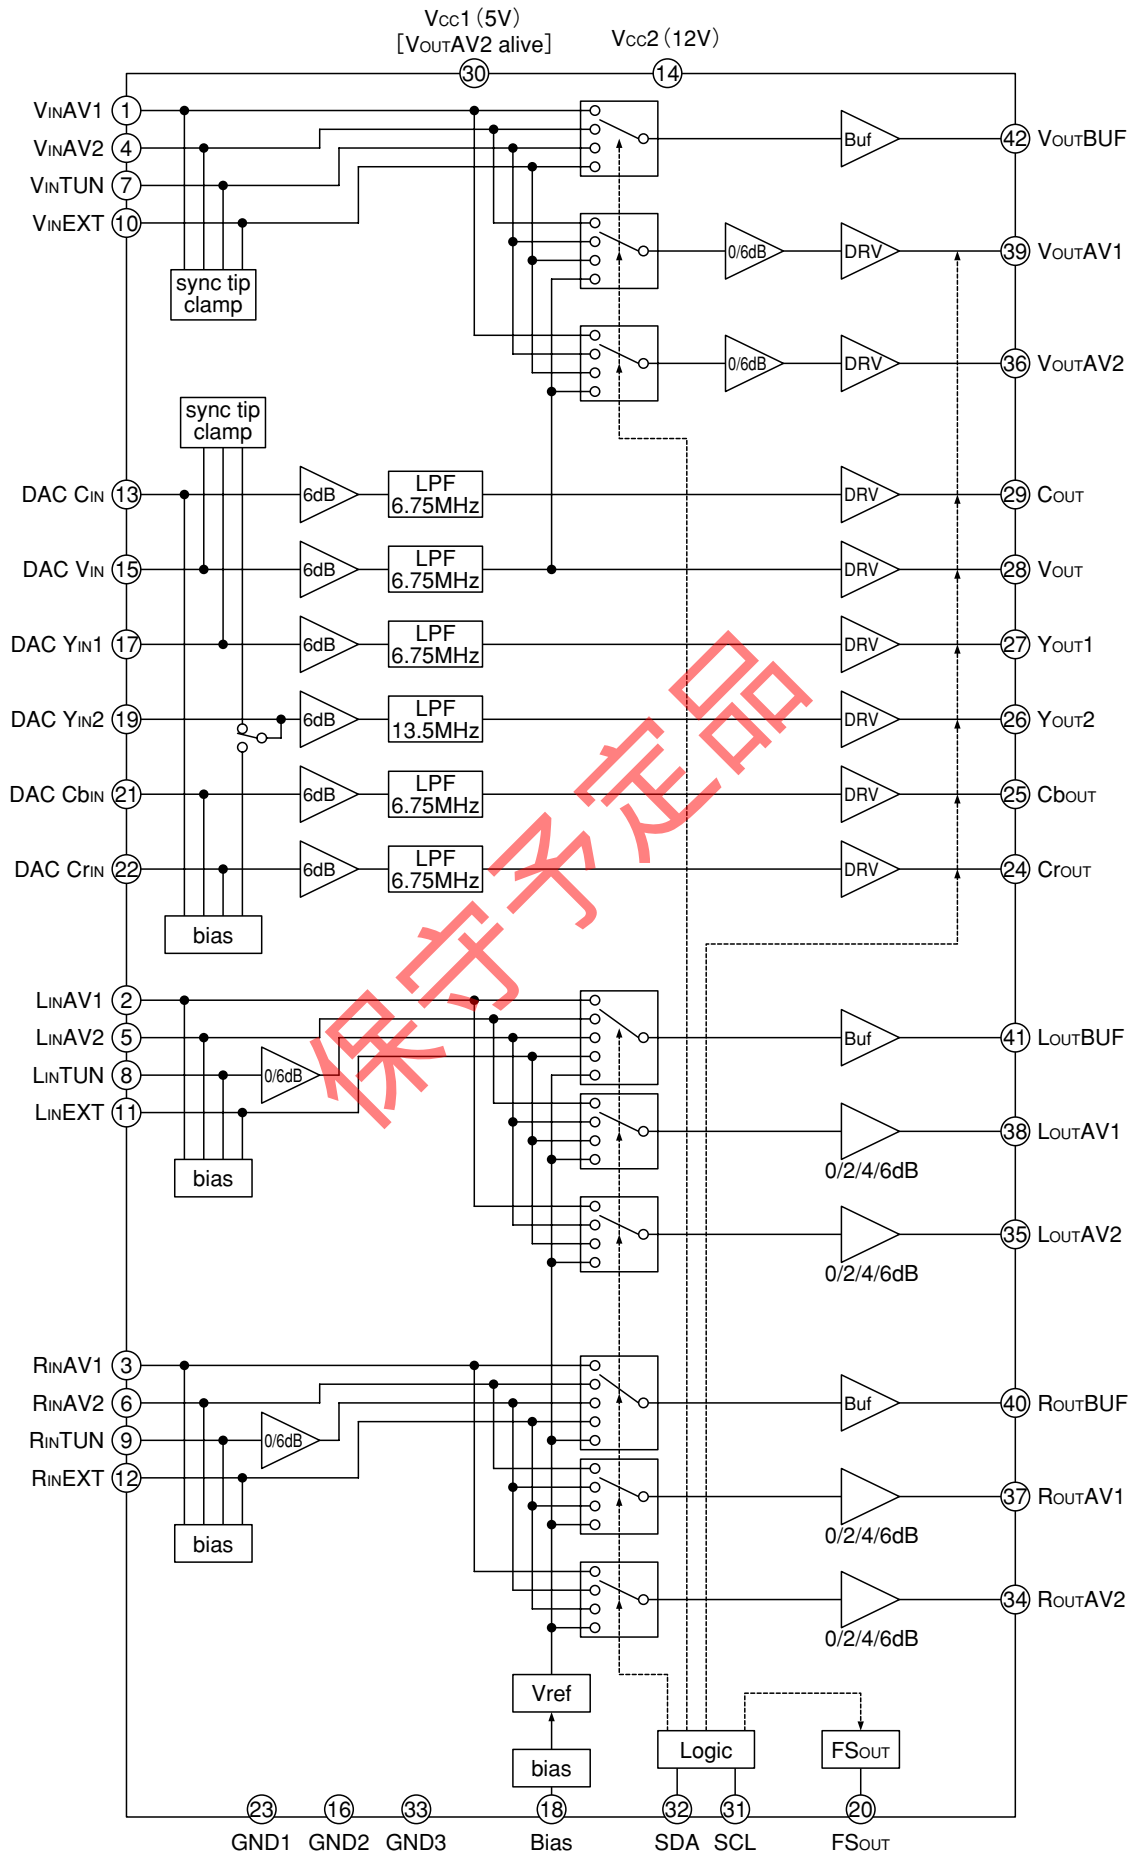 VCC1 (5V)
[VOUTAV2 alive]
VCC2 (12V)
30
14
VINAV1 1
VINAV2 4
VINTUN 7
VINEXT 10
sync tip
clamp
Buf
42 VOUTBUF
0/6dB
DRV
39 VOUTAV1
0/6dB
DRV
36 VOUTAV2
sync tip
clamp
DAC CIN 13
6dB
LPF
6.75MHz
DRV
29 COUT
DAC VIN 15
6dB
LPF
6.75MHz
DRV
28 VOUT
DAC YIN1 17
6dB
LPF
6.75MHz
DRV
27 YOUT1
DAC YIN2 19
6dB
LPF
13.5MHz
DRV
26 YOUT2
DAC CbIN 21
6dB
LPF
6.75MHz
DRV
25 CbOUT
DAC CrIN 22
6dB
LPF
6.75MHz
DRV
24 CrOUT
bias
保守予定品
LINAV1 2
LINAV2 5
LINTUN 8
LINEXT 11
0/6dB
bias
Buf
41 LOUTBUF
38 LOUTAV1
0/2/4/6dB
35 LOUTAV2
0/2/4/6dB
RINAV1 3
RINAV2 6
RINTUN 9
RINEXT 12
0/6dB
bias
Buf
40 ROUTBUF
37 ROUTAV1
0/2/4/6dB
34 ROUTAV2
0/2/4/6dB
Vref
bias
Logic
FSOUT
23 16 33 18 32 31 20
GND1 GND2 GND3 Bias SDA SCL FSOUT